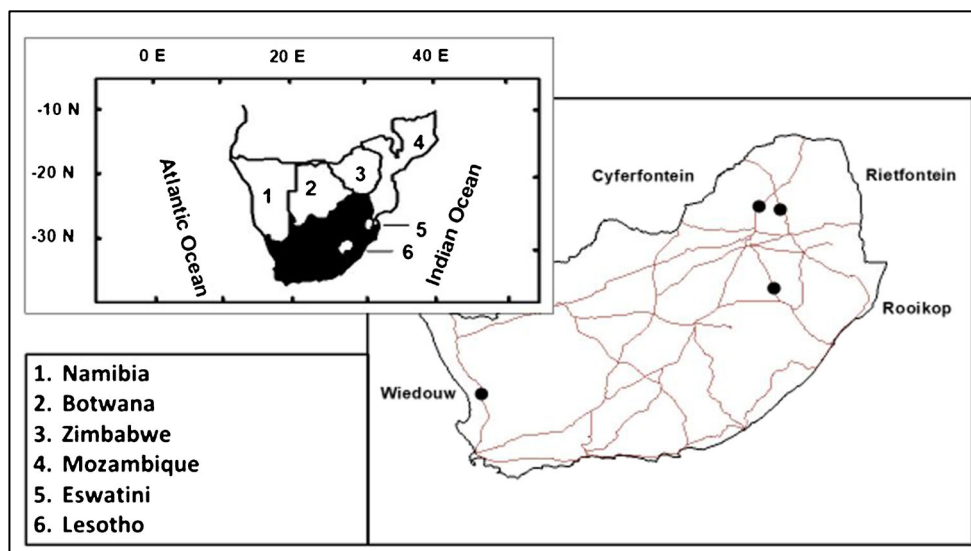 0 E 20 E 40 E
-10 N
-20 N
-30 N
Atlantic Ocean
Indian Ocean
1
2
3
4
5
6
Cyferfontein
Rietfontein
Rooikop
Wiedouw
1. Namibia
2. Botwana
3. Zimbabwe
4. Mozambique
5. Eswatini
6. Lesotho